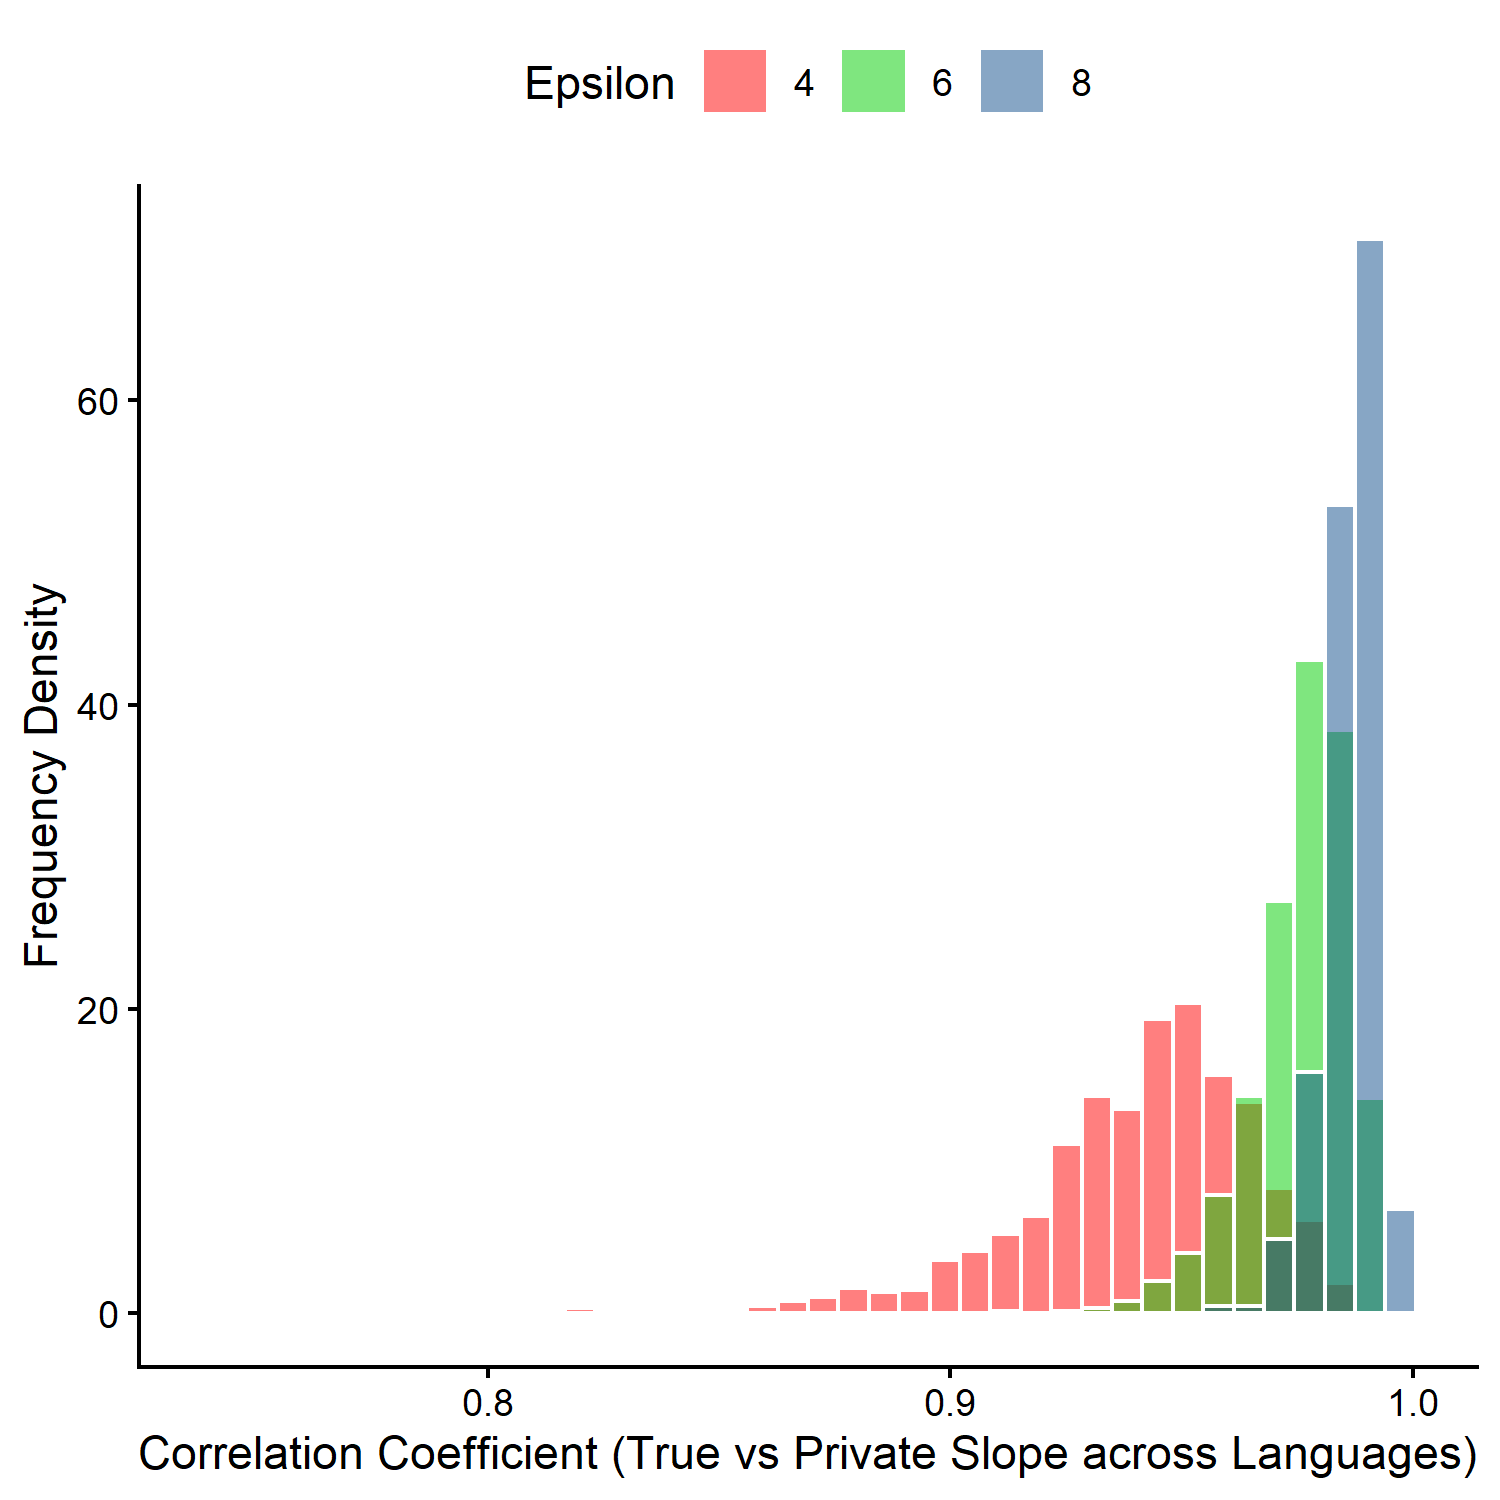 Epsilon 4 6 8
Frequency Density
60
40
20
0
0.8 0.9 1.0
Correlation Coefficient (True vs Private Slope across Languages)